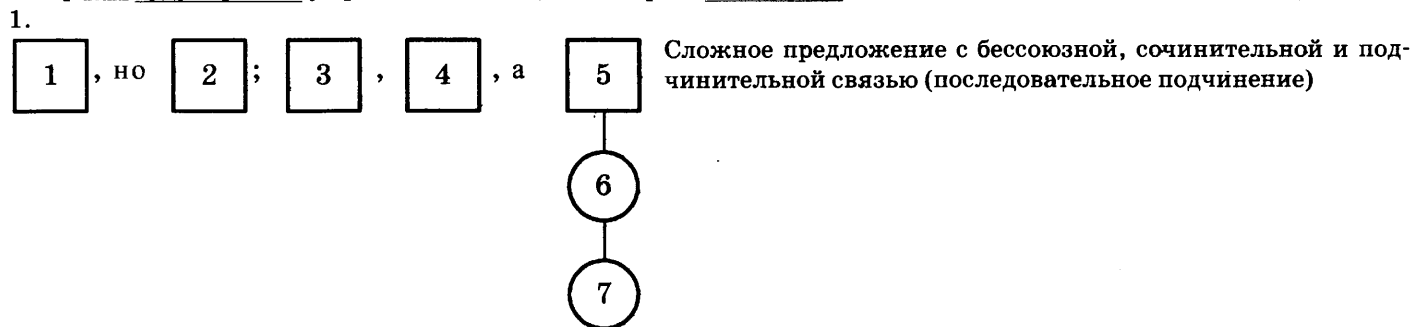 1.
1 , но 2 ; 3 , 4 , а 5 Сложное предложение с бессоюзной, сочинительной и под-
чинительной связью (последовательное подчинение)
6
7